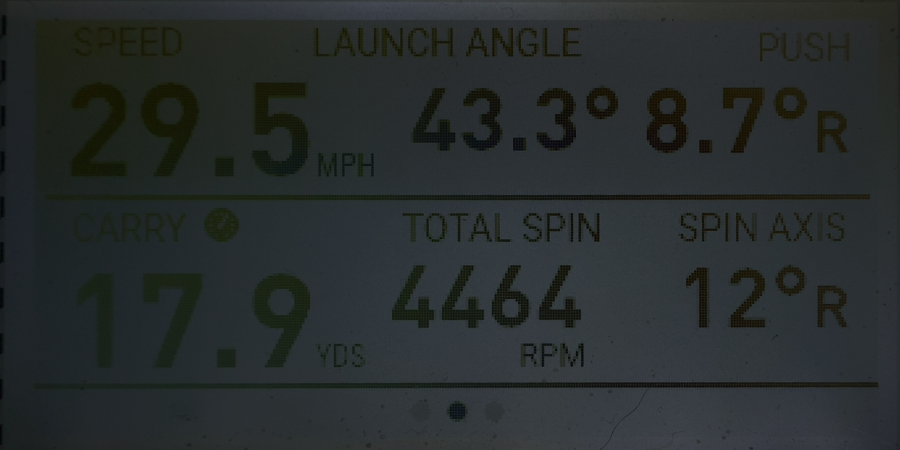 SPEED LAUNCH ANGLE PUSH
29.5 MPH 43.3° 8.7° R
CARRY TOTAL SPIN SPIN AXIS
17.9 YDS 4464 RPM 12° R